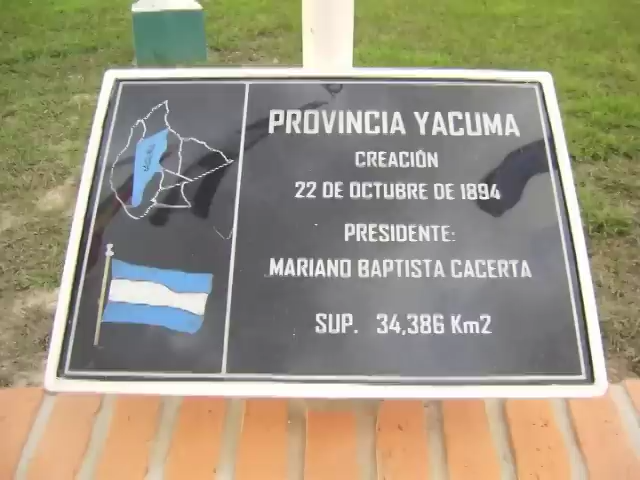 PROVINCIA YACUMA
CREACIÓN
22 DE OCTUBRE DE 1894
PRESIDENTE:
MARIANO BAPTISTA CACERTA
SUP. 34,386 Km2